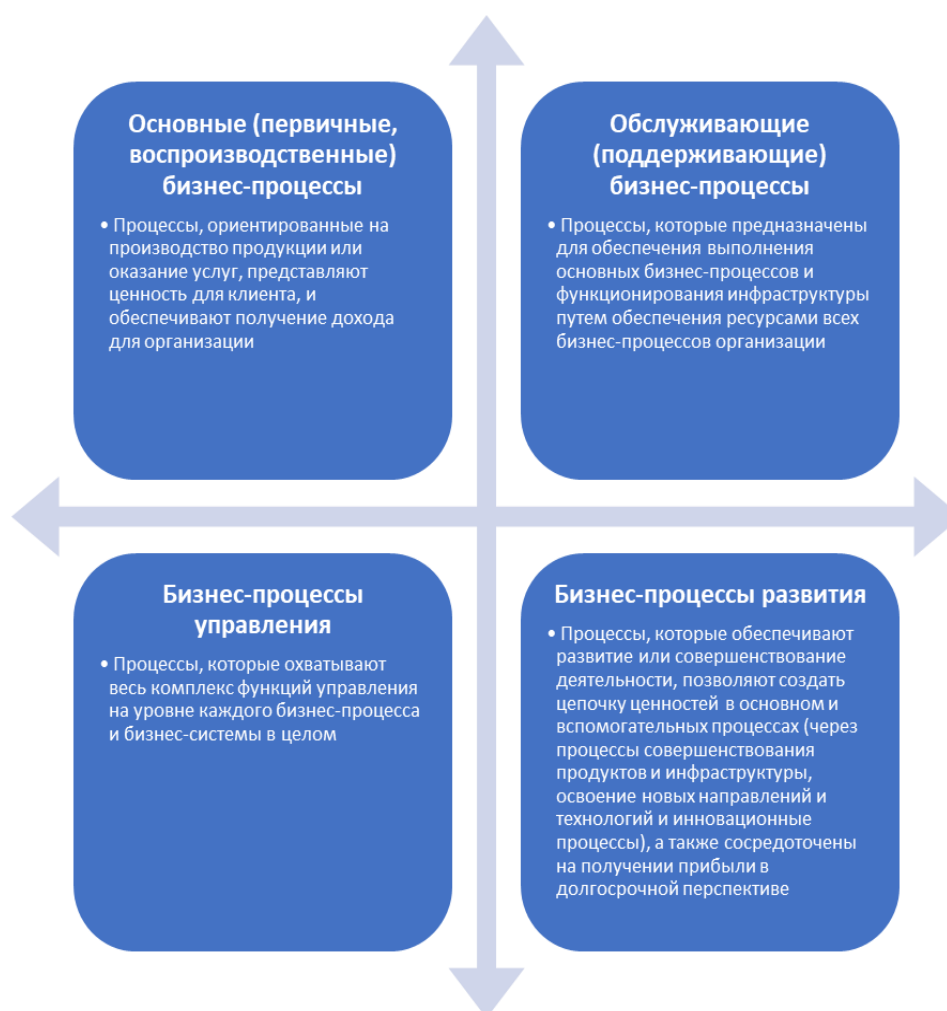 Основные (первичные,
воспроизводственные)
бизнес-процессы
• Процессы, ориентированные на
производство продукции или
оказание услуг, представляют
ценность для клиента, и
обеспечивают получение дохода
для организации
Обслуживающие
(поддерживающие)
бизнес-процессы
• Процессы, которые предназначены
для обеспечения выполнения
основных бизнес-процессов и
функционирования инфраструктуры
путем обеспечения ресурсами всех
бизнес-процессов организации
Бизнес-процессы
управления
• Процессы, которые охватывают
весь комплекс функций управления
на уровне каждого бизнес-процесса
и бизнес-системы в целом
Бизнес-процессы развития
• Процессы, которые обеспечивают
развитие или совершенствование
деятельности, позволяют создать
цепочку ценностей в основном и
вспомогательных процессах (через
процессы совершенствования
продуктов и инфраструктуры,
освоение новых направлений и
технологий и инновационные
процессы), а также сосредоточены
на получении прибыли в
долгосрочной перспективе